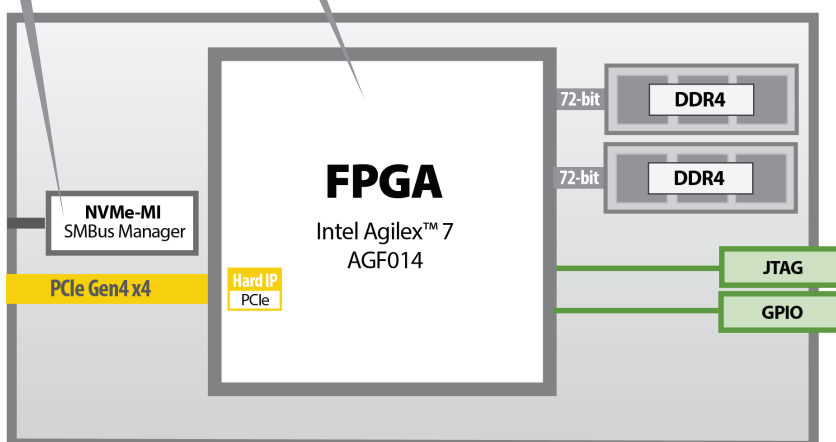 72-bit
DDR4
72-bit
DDR4
FPGA
Intel Agilex™ 7
AGF014
NVMe-MI
SMBus Manager
PCIe Gen4 x4
Hard IP
PCIe
JTAG
GPIO